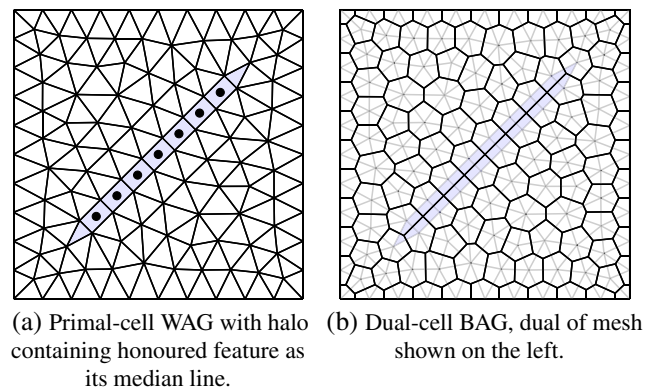 (a) Primal-cell WAG with halo
containing honoured feature as
its median line.
(b) Dual-cell BAG, dual of mesh
shown on the left.